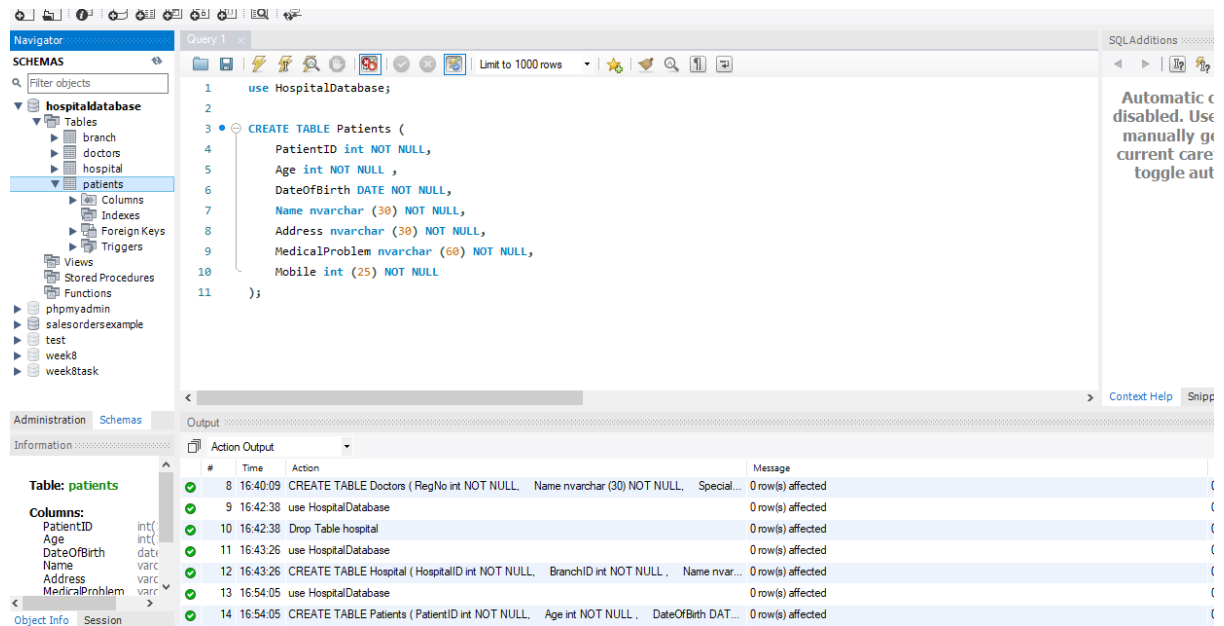 Navigator
Query 1
SQLAdditions
SCHEMAS
Limit to 1000 rows
Filter objects
hospitaldatabase
Tables
branch
doctors
hospital
patients
Columns
Indexes
Foreign Keys
Triggers
Views
Stored Procedures
Functions
phpmyadmin
salesordersexample
test
week8
week8task
1 use HospitalDatabase;
2
3 CREATE TABLE Patients (
4 PatientID int NOT NULL,
5 Age int NOT NULL ,
6 DateOfBirth DATE NOT NULL,
7 Name nvarchar (30) NOT NULL,
8 Address nvarchar (30) NOT NULL,
9 MedicalProblem nvarchar (60) NOT NULL,
10 Mobile int (25) NOT NULL
11 );
Automatic
disabled. Use
manually
current
toggle
Context Help
Administration Schemas
Output
Information
Action Output
# Time Action Message
8 16:40:09 CREATE TABLE Doctors ( RegNo int NOT NULL, Name nvarchar (30) NOT NULL, Special... 0 row(s) affected
9 16:42:38 use HospitalDatabase 0 row(s) affected
10 16:42:38 Drop Table hospital 0 row(s) affected
11 16:43:26 use HospitalDatabase 0 row(s) affected
12 16:43:26 CREATE TABLE Hospital ( HospitalID int NOT NULL, BranchID int NOT NULL , Name nvar... 0 row(s) affected
13 16:54:05 use HospitalDatabase 0 row(s) affected
14 16:54:05 CREATE TABLE Patients ( PatientID int NOT NULL, Age int NOT NULL , DateOfBirth DAT... 0 row(s) affected
Table: patients
Columns:
PatientID int(
Age int(
DateOfBirth date
Name varc
Address varc
MedicalProblem varc
Object Info Session